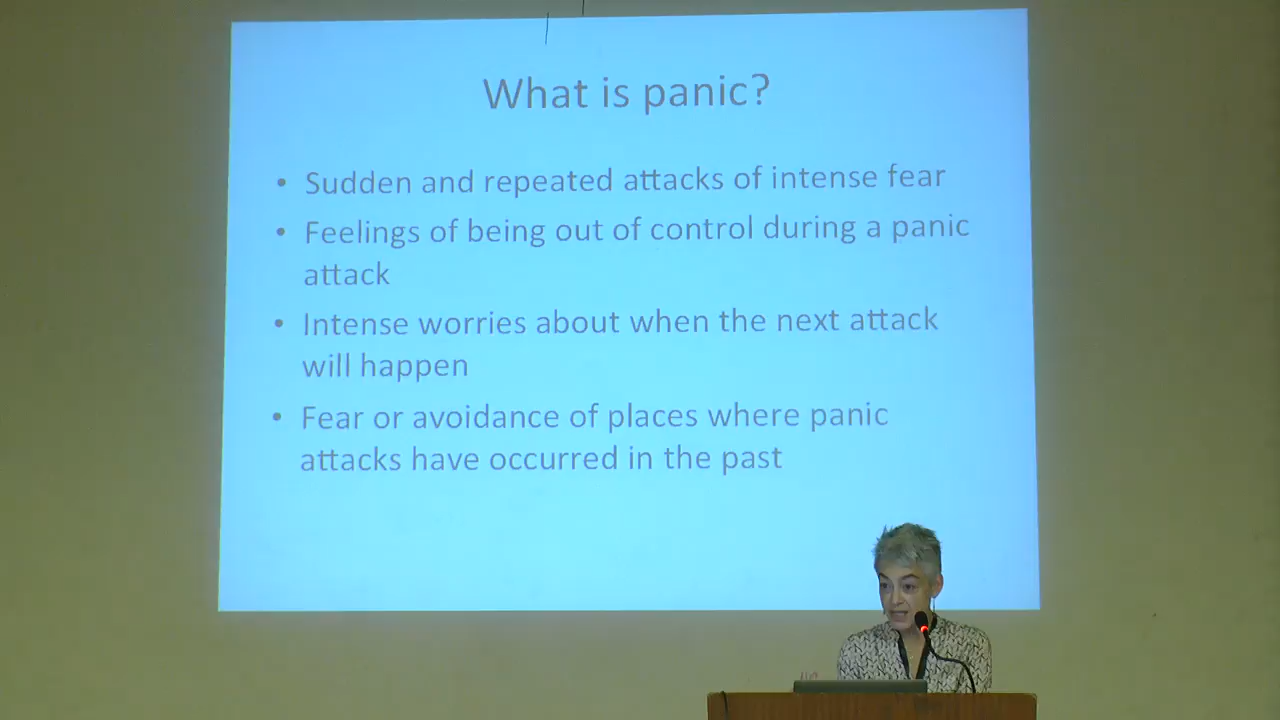 What is panic?
• Sudden and repeated attacks of intense fear
• Feelings of being out of control during a panic
attack
• Intense worries about when the next attack
will happen
• Fear or avoidance of places where panic
attacks have occurred in the past